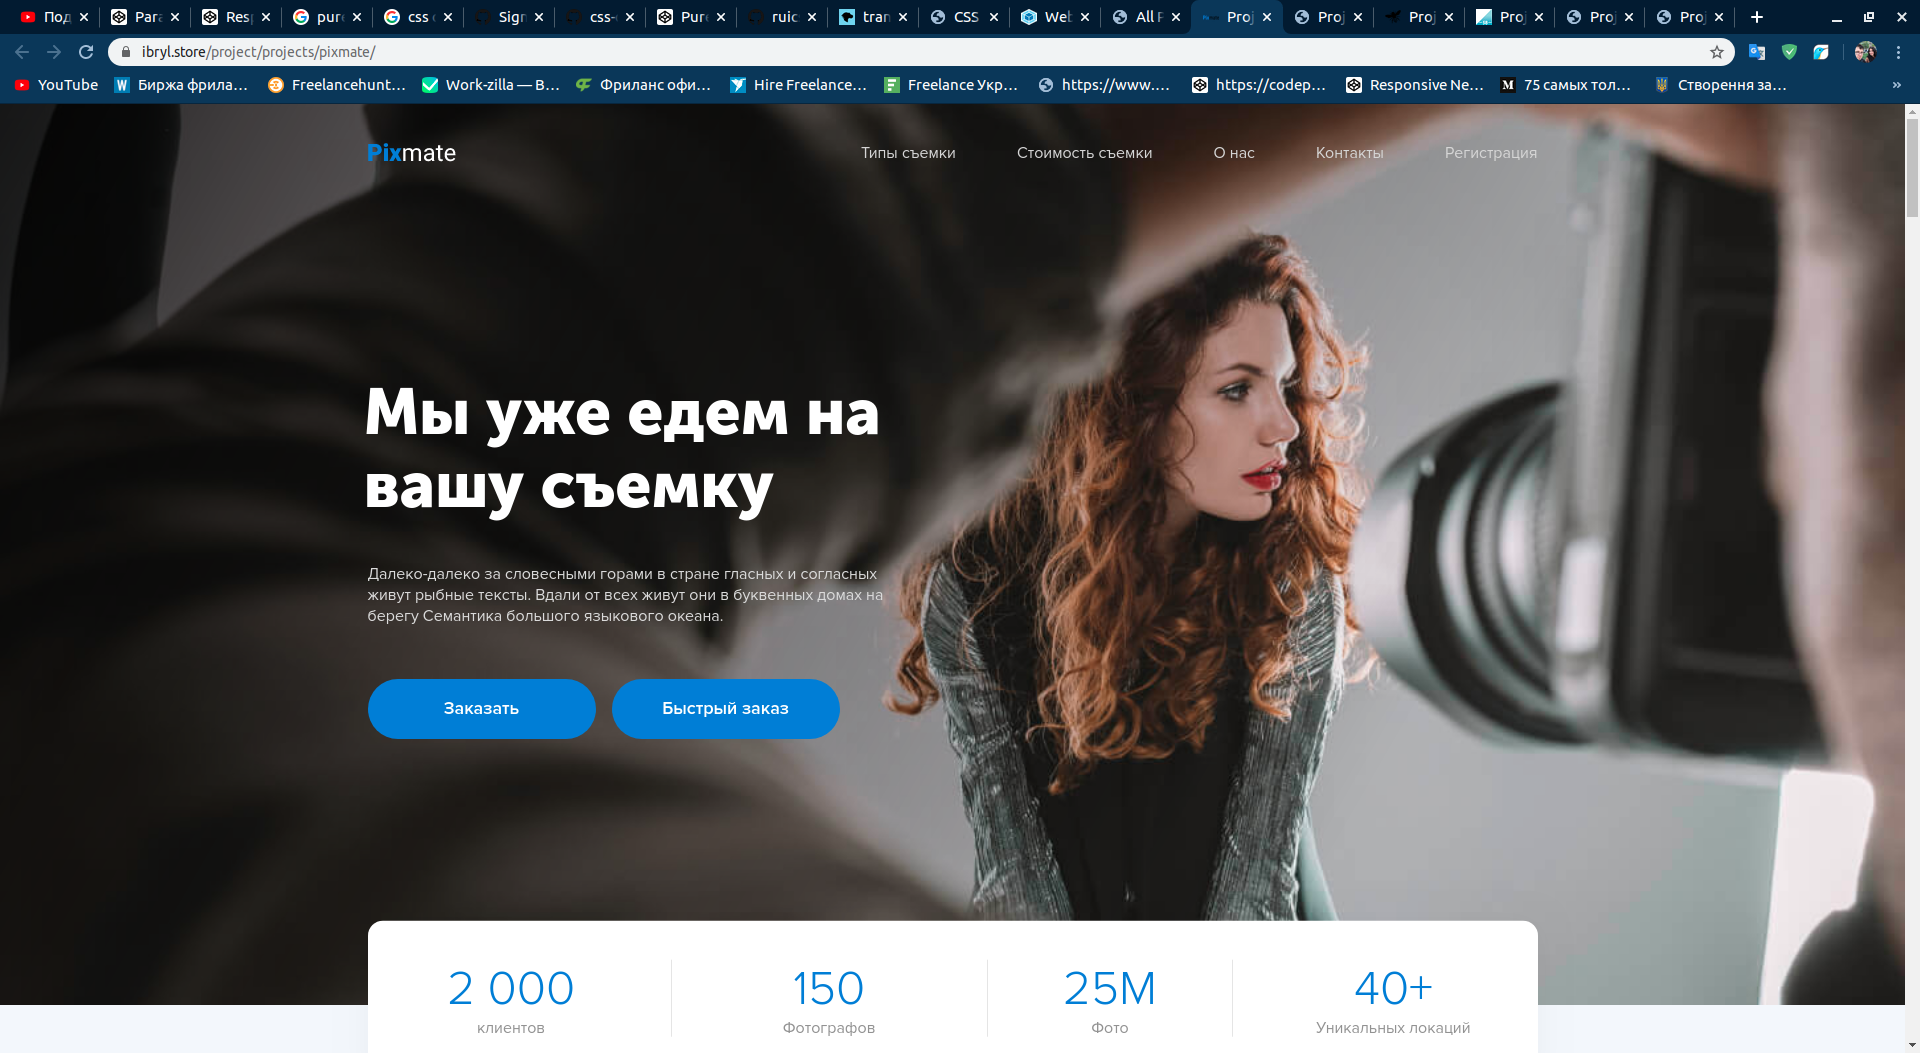 Под
Para
Resp
pure
css
Sign
css-
Pure
ruic
tran
CSS
Web
All P
Proj
Proj
Proj
Proj
Proj
Proj
ibryl.store/project/projects/pixmate/
YouTube
Биржа фрила...
Freelancehunt...
Work-zilla — В...
Фриланс офи...
Hire Freelance...
Freelance Укр...
https://www....
https://codep...
Responsive Ne...
75 самых тол...
Створення за...
»
Pixmate
Типы съемки
Стоимость съемки
О нас
Контакты
Регистрация
Мы уже едем на
вашу съемку
Далеко-далеко за словесными горами в стране гласных и согласных
живут рыбные тексты. Вдали от всех живут они в буквенных домах на
берегу Семантика большого языкового океана.
Заказать
Быстрый заказ
2 000
клиентов
150
Фотографов
25M
Фото
40+
Уникальных локаций